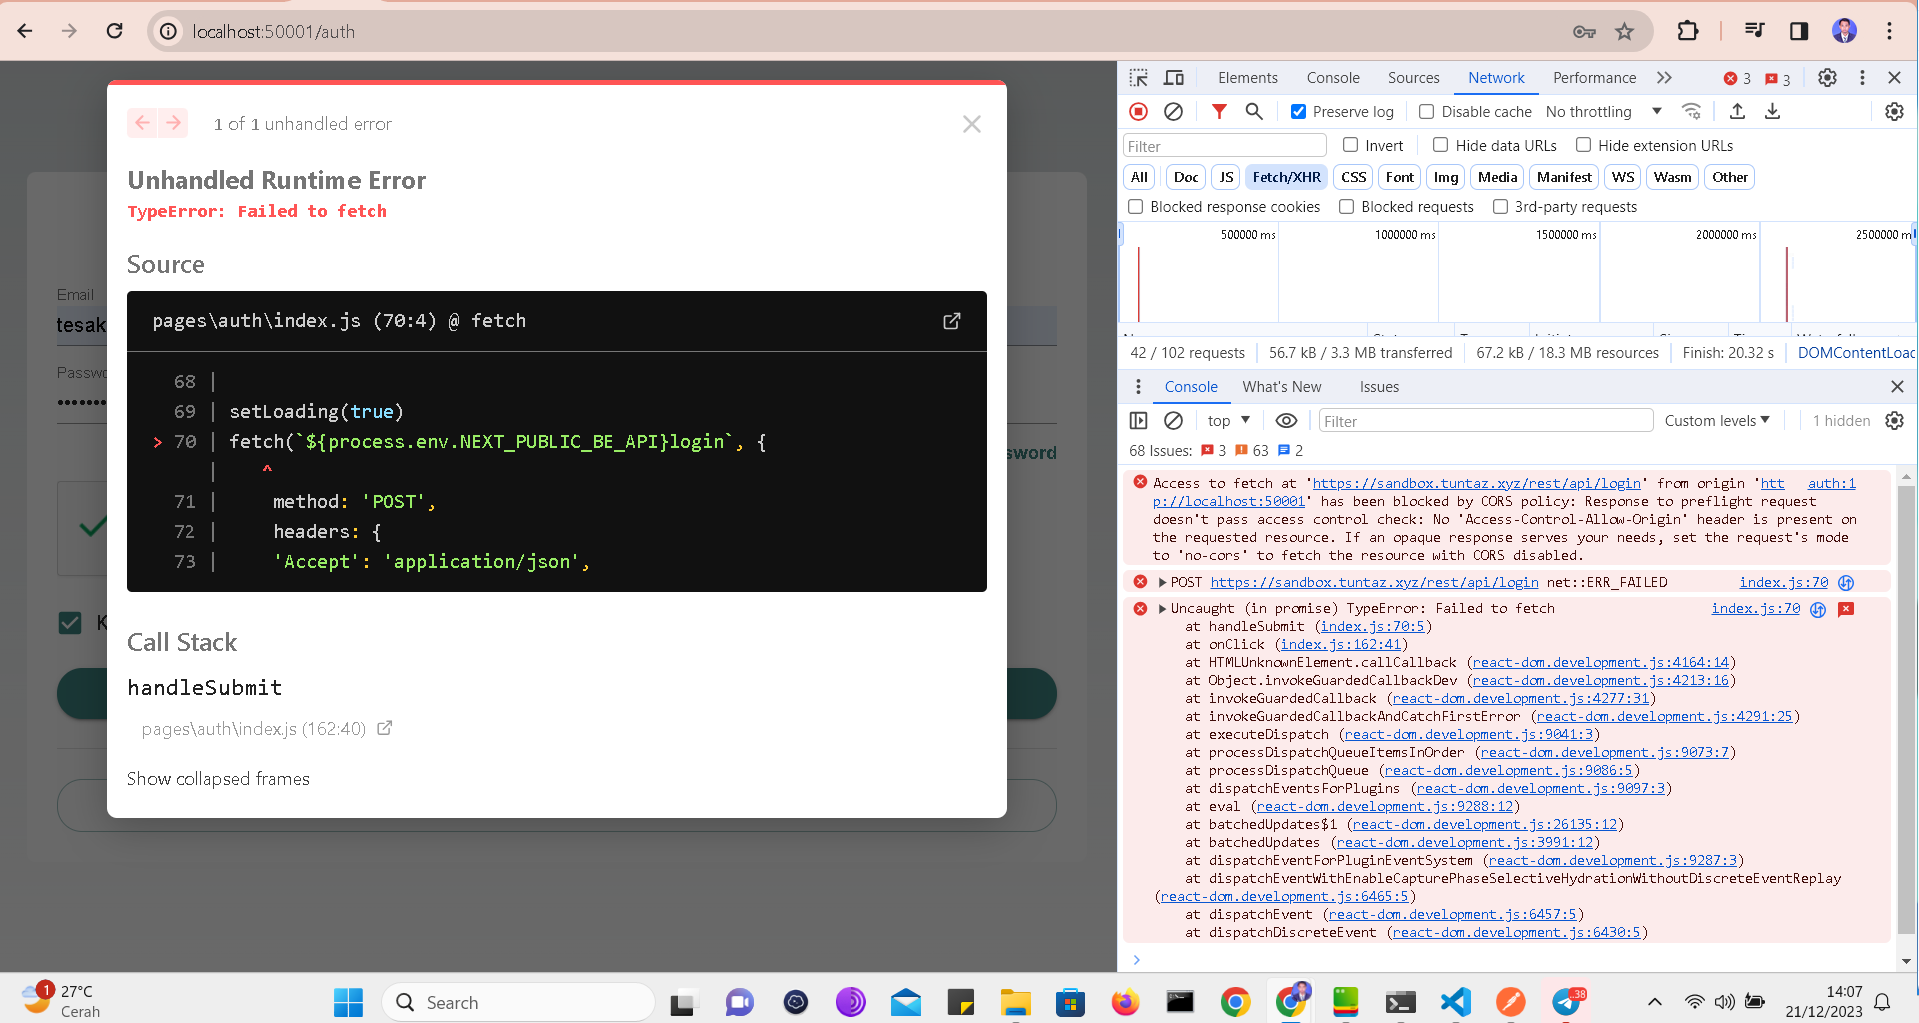 localhost:50001/auth
1 of 1 unhandled error
Unhandled Runtime Error
TypeError: Failed to fetch
Source
pages\auth\index.js (70:4) @ fetch
68 |
69 | setLoading(true)
> 70 | fetch(`${process.env.NEXT_PUBLIC_BE_API}login`, {
| ^
71 | method: 'POST',
72 | headers: {
73 | 'Accept': 'application/json',
Call Stack
handleSubmit
pages\auth\index.js (162:40)
Show collapsed frames
Email
tesak
Passwo
sword
K
Elements Console Sources Network Performance 3 3
Preserve log Disable cache No throttling
Filter Invert Hide data URLs Hide extension URLs
All Doc JS Fetch/XHR CSS Font Img Media Manifest WS Wasm Other
Blocked response cookies Blocked requests 3rd-party requests
500000 ms 1000000 ms 1500000 ms 2000000 ms 2500000 m
42 / 102 requests 56.7 kB / 3.3 MB transferred 67.2 kB / 18.3 MB resources Finish: 20.32 s DOMContentLoac
Console What's New Issues
top Filter Custom levels 1 hidden
68 Issues: 3 63 2
Access to fetch at 'https://sandbox.tuntaz.xyz/rest/api/login' from origin 'htt auth:1
p://localhost:50001' has been blocked by CORS policy: Response to preflight request
doesn't pass access control check: No 'Access-Control-Allow-Origin' header is present on
the requested resource. If an opaque response serves your needs, set the request's mode
to 'no-cors' to fetch the resource with CORS disabled.
POST https://sandbox.tuntaz.xyz/rest/api/login net::ERR_FAILED index.js:70
Uncaught (in promise) TypeError: Failed to fetch index.js:70
at handleSubmit (index.js:70:5)
at onClick (index.js:162:41)
at HTMLUnknownElement.callCallback (react-dom.development.js:4164:14)
at Object.invokeGuardedCallbackDev (react-dom.development.js:4213:16)
at invokeGuardedCallback (react-dom.development.js:4277:31)
at invokeGuardedCallbackAndCatchFirstError (react-dom.development.js:4291:25)
at executeDispatch (react-dom.development.js:9041:3)
at processDispatchQueueItemsInOrder (react-dom.development.js:9073:7)
at processDispatchQueue (react-dom.development.js:9086:5)
at dispatchEventsForPlugins (react-dom.development.js:9097:3)
at eval (react-dom.development.js:9288:12)
at batchedUpdates$1 (react-dom.development.js:26135:12)
at batchedUpdates (react-dom.development.js:3991:12)
at dispatchEventForPluginEventSystem (react-dom.development.js:9287:3)
at dispatchEventWithEnableCapturePhaseSelectiveHydrationWithoutDiscreteEventReplay
(react-dom.development.js:6465:5)
at dispatchEvent (react-dom.development.js:6457:5)
at dispatchDiscreteEvent (react-dom.development.js:6430:5)
1
27°C
Cerah
Search
38
14:07
21/12/2023